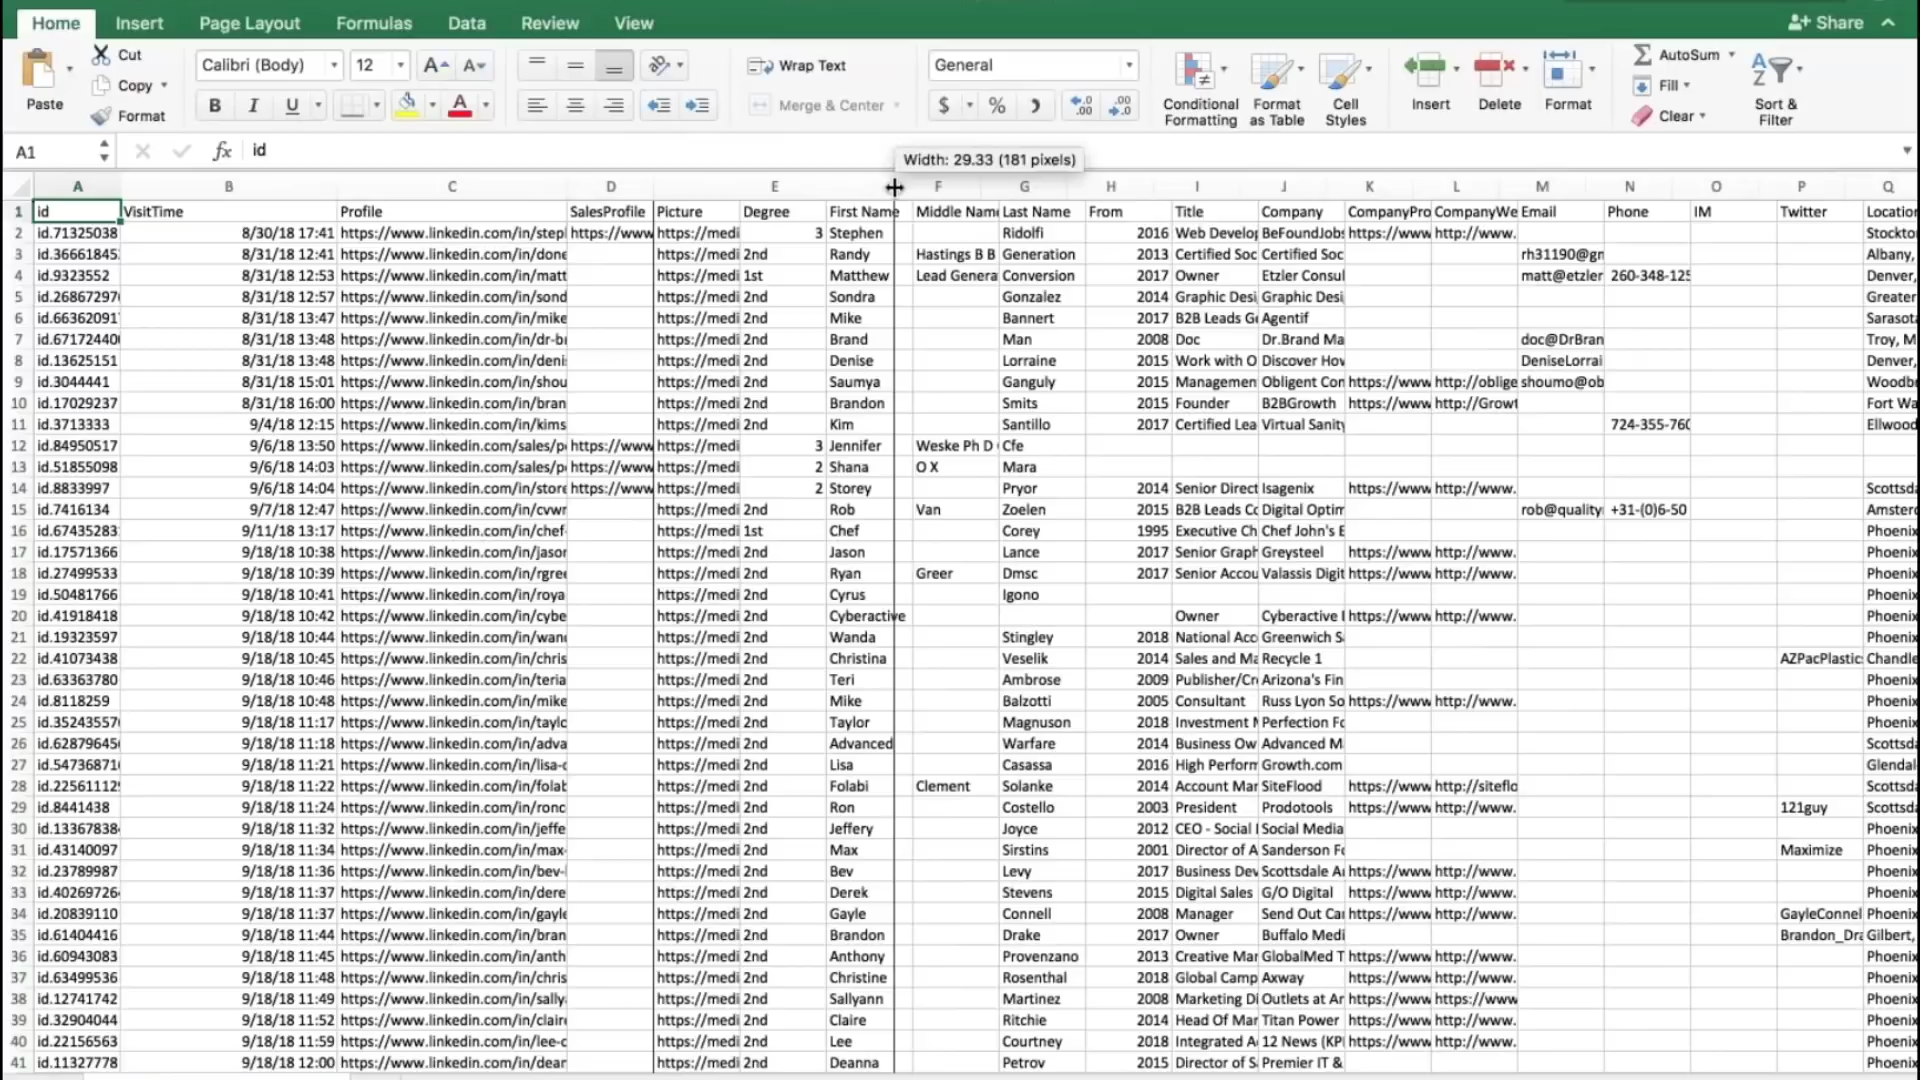 Home Insert Page Layout Formulas Data Review View Share
Cut Calibri (Body) 12 Wrap Text General AutoSum
Copy Fill
Paste Format B I U A Merge & Center $ % Conditional Formatting Format as Table Cell Styles Insert Delete Format Clear Sort & Filter
A1 fx id
Width: 29.33 (181 pixels)
A B C D E F G H I J K L M N O P Q
1 id VisitTime Profile SalesProfile Picture Degree First Name Middle Nam Last Name From Title Company CompanyPro CompanyWe Email Phone IM Twitter Locatior
2 id.71325038 8/30/18 17:41 https://www.linkedin.com/in/step https://www https://medi 3 Stephen Ridolfi 2016 Web Develop BeFoundJobs https://www http://www. Stockto
3 id.36661845 8/31/18 12:41 https://www.linkedin.com/in/done https://medi 2nd Randy Hastings B B Generation 2013 Certified Soc Certified Soc rh31190@gr Albany,
4 id.9323552 8/31/18 12:53 https://www.linkedin.com/in/matt https://medi 1st Matthew Lead Genera Conversion 2017 Owner Etzler Consul matt@etzler 260-348-125 Denver,
5 id.26867297 8/31/18 12:57 https://www.linkedin.com/in/sond https://medi 2nd Sondra Gonzalez 2014 Graphic Desi Graphic Desi Greater
6 id.66362091 8/31/18 13:47 https://www.linkedin.com/in/mike https://medi 2nd Mike Bannert 2017 B2B Leads G Agentif Sarasota
7 id.67172440 8/31/18 13:48 https://www.linkedin.com/in/dr-b https://medi 2nd Brand Man 2008 Doc Dr.Brand Ma doc@DrBran Troy, M
8 id.13625151 8/31/18 13:48 https://www.linkedin.com/in/deni https://medi 2nd Denise Lorraine 2015 Work with O Discover How DeniseLorrai Denver,
9 id.3044441 8/31/18 15:01 https://www.linkedin.com/in/shou https://medi 2nd Saumya Ganguly 2015 Managemen Obligent Con https://www http://oblige shoumo@ob Woodb
10 id.17029237 8/31/18 16:00 https://www.linkedin.com/in/bran https://medi 2nd Brandon Smits 2015 Founder B2BGrowth https://www http://Growt Fort Wa
11 id.3713333 9/4/18 12:15 https://www.linkedin.com/in/kims https://medi 2nd Kim Santillo 2017 Certified Lea Virtual Sanity 724-355-760 Ellwood
12 id.84950517 9/6/18 13:50 https://www.linkedin.com/sales/p https://www https://medi 3 Jennifer Weske Ph D Cfe
13 id.51855098 9/6/18 14:03 https://www.linkedin.com/sales/p https://www https://medi 2 Shana O X Mara
14 id.8833997 9/6/18 14:04 https://www.linkedin.com/in/store https://www https://medi 2 Storey Pryor 2014 Senior Direct Isagenix https://www http://www. Scottsd
15 id.7416134 9/7/18 12:47 https://www.linkedin.com/in/cvwr https://medi 2nd Rob Van Zoelen 2015 B2B Leads Co Digital Optim rob@quality +31-(0)6-50 Amsterd
16 id.67435283 9/11/18 13:17 https://www.linkedin.com/in/chef- https://medi 1st Chef Corey 1995 Executive Ch Chef John's E Phoenix
17 id.17571366 9/18/18 10:38 https://www.linkedin.com/in/jason https://medi 2nd Jason Lance 2017 Senior Graph Greysteel https://www http://www. Phoenix
18 id.27499533 9/18/18 10:39 https://www.linkedin.com/in/rgree https://medi 2nd Ryan Greer Dmsc 2017 Senior Accou Valassis Digit https://www http://www. Phoenix
19 id.50481766 9/18/18 10:41 https://www.linkedin.com/in/roya https://medi 2nd Cyrus Igono Phoenix
20 id.41918418 9/18/18 10:42 https://www.linkedin.com/in/cybe https://medi 2nd Cyberactive Owner Cyberactive https://www http://www. Phoenix
21 id.19323597 9/18/18 10:44 https://www.linkedin.com/in/wan https://medi 2nd Wanda Stingley 2018 National Acc Greenwich S Phoenix
22 id.41073438 9/18/18 10:45 https://www.linkedin.com/in/chris https://medi 2nd Christina Veselik 2014 Sales and Ma Recycle 1 AZPacPlastic Chandle
23 id.63363780 9/18/18 10:46 https://www.linkedin.com/in/teria https://medi 2nd Teri Ambrose 2009 Publisher/Cr Arizona's Fin Phoenix
24 id.8118259 9/18/18 10:48 https://www.linkedin.com/in/mike https://medi 2nd Mike Balzotti 2005 Consultant Russ Lyon So https://www http://www. Phoenix
25 id.35243557 9/18/18 11:17 https://www.linkedin.com/in/taylo https://medi 2nd Taylor Magnuson 2018 Investment Perfection Fo Phoenix
26 id.62879645 9/18/18 11:18 https://www.linkedin.com/in/adva https://medi 2nd Advanced Warfare 2014 Business Ow Advanced M Scottsd
27 id.54736871 9/18/18 11:21 https://www.linkedin.com/in/lisa-c https://medi 2nd Lisa Casassa 2016 High Perform Growth.com Glendal
28 id.22561112 9/18/18 11:22 https://www.linkedin.com/in/folab https://medi 2nd Folabi Clement Solanke 2014 Account Mar SiteFlood https://www http://siteflo Scottsd
29 id.8441438 9/18/18 11:24 https://www.linkedin.com/in/ronc https://medi 2nd Ron Costello 2003 President Prodotools https://www http://www. 121guy Scottsd
30 id.13367838 9/18/18 11:32 https://www.linkedin.com/in/jeffe https://medi 2nd Jeffery Joyce 2012 CEO - Social Social Media Phoenix
31 id.43140097 9/18/18 11:34 https://www.linkedin.com/in/max- https://medi 2nd Max Sirstins 2001 Director of A Sanderson Fo Maximize Phoenix
32 id.23789987 9/18/18 11:36 https://www.linkedin.com/in/bev- https://medi 2nd Bev Levy 2017 Business Dev Scottsdale A https://www http://www. Phoenix
33 id.40269726 9/18/18 11:37 https://www.linkedin.com/in/dere https://medi 2nd Derek Stevens 2015 Digital Sales G/O Digital https://www http://www. Phoenix
34 id.20839110 9/18/18 11:37 https://www.linkedin.com/in/gayle https://medi 2nd Gayle Connell 2008 Manager Send Out Ca https://www http://www. GayleConnel Phoenix
35 id.61404416 9/18/18 11:44 https://www.linkedin.com/in/bran https://medi 2nd Brandon Drake 2017 Owner Buffalo Medi Brandon_Dra Gilbert,
36 id.60943083 9/18/18 11:45 https://www.linkedin.com/in/anth https://medi 2nd Anthony Provenzano 2013 Creative Mar GlobalMed T https://www http://www. Phoenix
37 id.63499536 9/18/18 11:48 https://www.linkedin.com/in/chris https://medi 2nd Christine Rosenthal 2018 Global Camp Axway https://www http://www. Phoenix
38 id.12741742 9/18/18 11:49 https://www.linkedin.com/in/sally https://medi 2nd Sallyann Martinez 2008 Marketing Di Outlets at Ar https://www https://www Phoenix
39 id.32904044 9/18/18 11:52 https://www.linkedin.com/in/clair https://medi 2nd Claire Ritchie 2014 Head Of Mar Titan Power https://www http://www. Phoenix
40 id.22156563 9/18/18 11:59 https://www.linkedin.com/in/lee-c https://medi 2nd Lee Courtney 2018 Integrated A 12 News (KP https://www http://www. Phoenix
41 id.11327778 9/18/18 12:00 https://www.linkedin.com/in/dear https://medi 2nd Deanna Petrov 2015 Director of S Premier IT & Phoenix